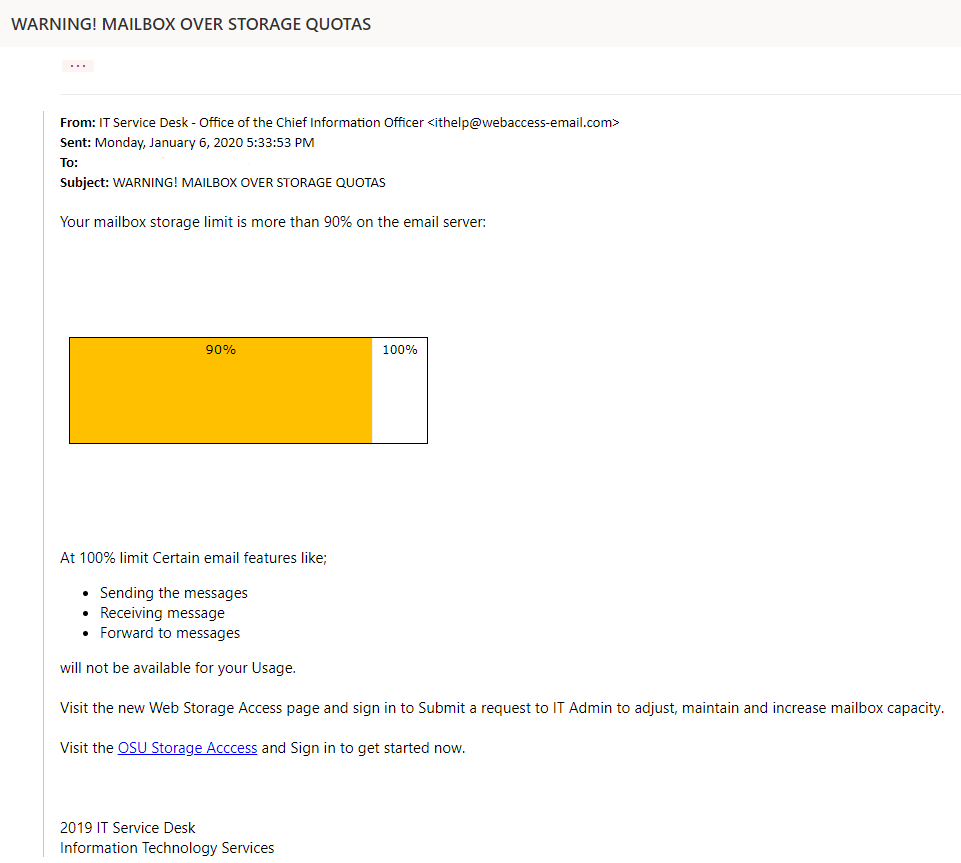 WARNING! MAILBOX OVER STORAGE QUOTAS
...
From: IT Service Desk - Office of the Chief Information Officer <ithelp@webaccess-email.com>
Sent: Monday, January 6, 2020 5:33:53 PM
To:
Subject: WARNING! MAILBOX OVER STORAGE QUOTAS
Your mailbox storage limit is more than 90% on the email server:
90% 100%
At 100% limit Certain email features like;
• Sending the messages
• Receiving message
• Forward to messages
will not be available for your Usage.
Visit the new Web Storage Access page and sign in to Submit a request to IT Admin to adjust, maintain and increase mailbox capacity.
Visit the OSU Storage Acccess and Sign in to get started now.
2019 IT Service Desk
Information Technology Services